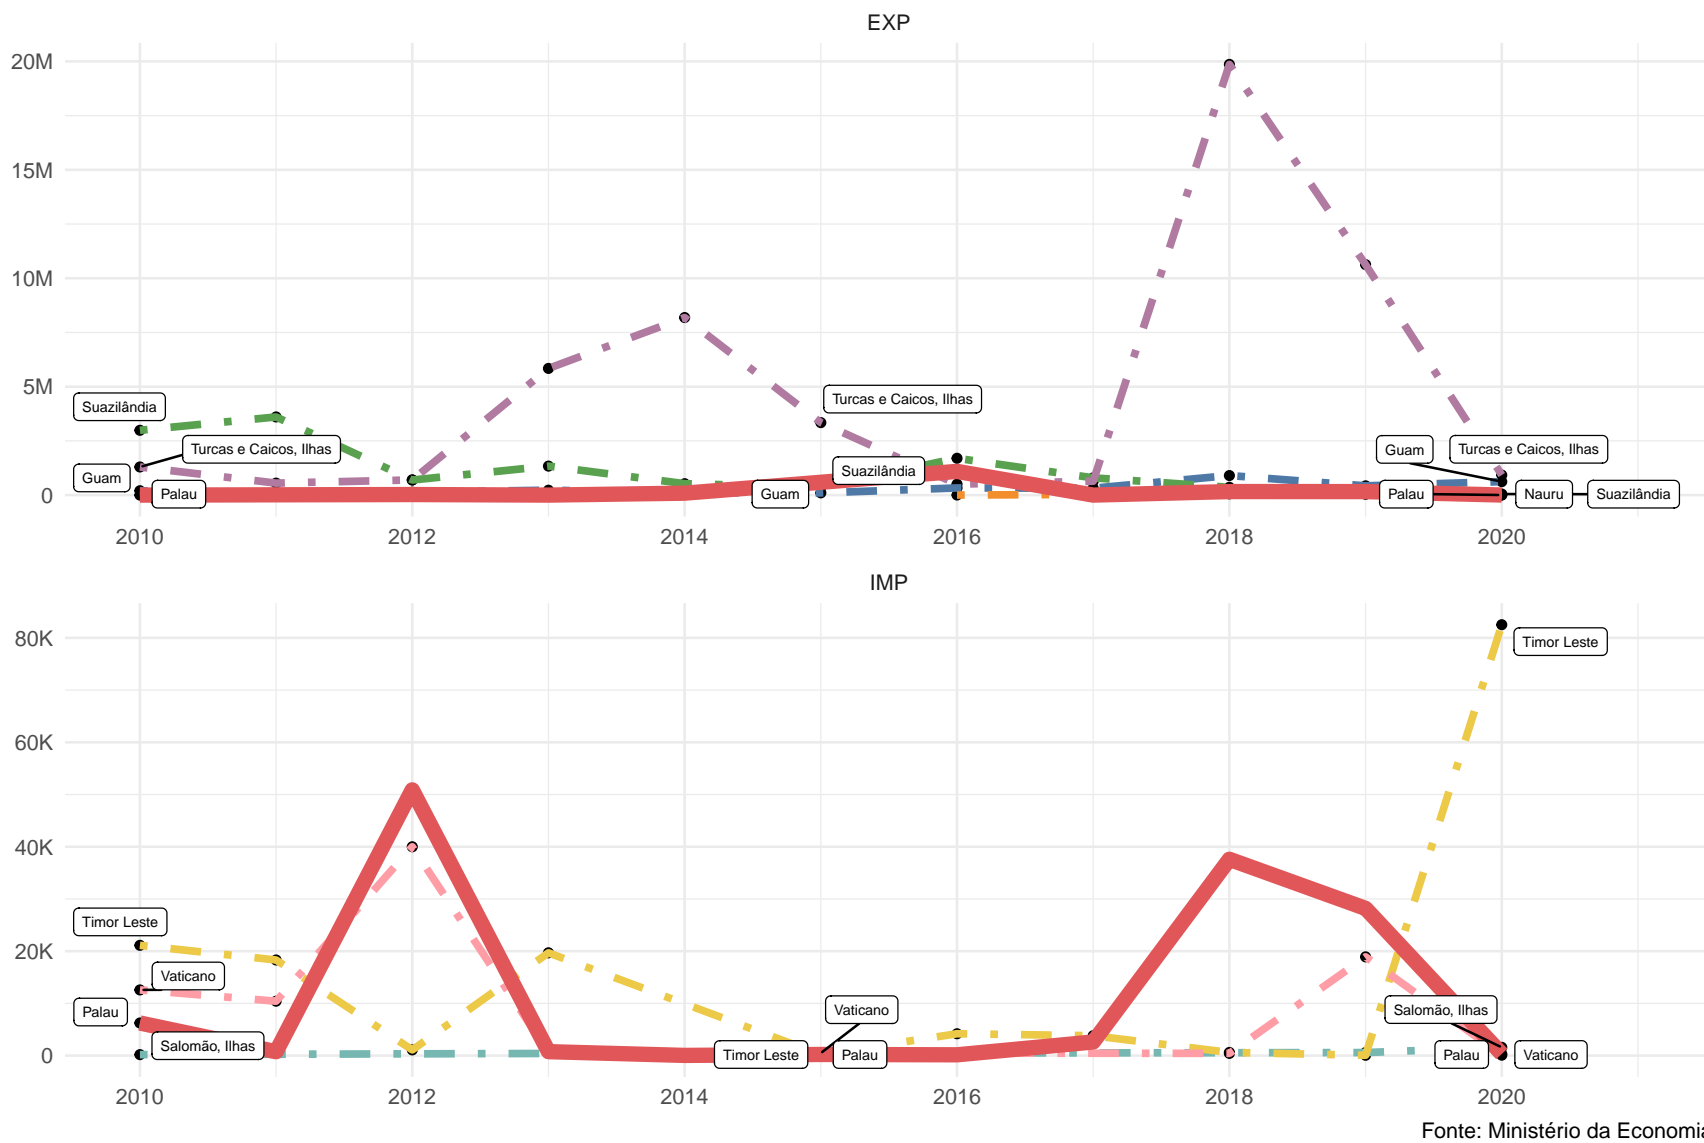 EXP
20M
15M
10M
5M
0
Suazilândia
Turcas e Caicos, Ilhas
Guam
Palau
Turcas e Caicos, Ilhas
Suazilândia
Guam
Guam
Turcas e Caicos, Ilhas
Palau
Nauru
Suazilândia
2010 2012 2014 2016 2018 2020
IMP
80K
60K
40K
20K
0
Timor Leste
Vaticano
Palau
Salomão, Ilhas
Vaticano
Timor Leste
Palau
Timor Leste
Salomão, Ilhas
Palau
Vaticano
2010 2012 2014 2016 2018 2020
Fonte: Ministério da Economia